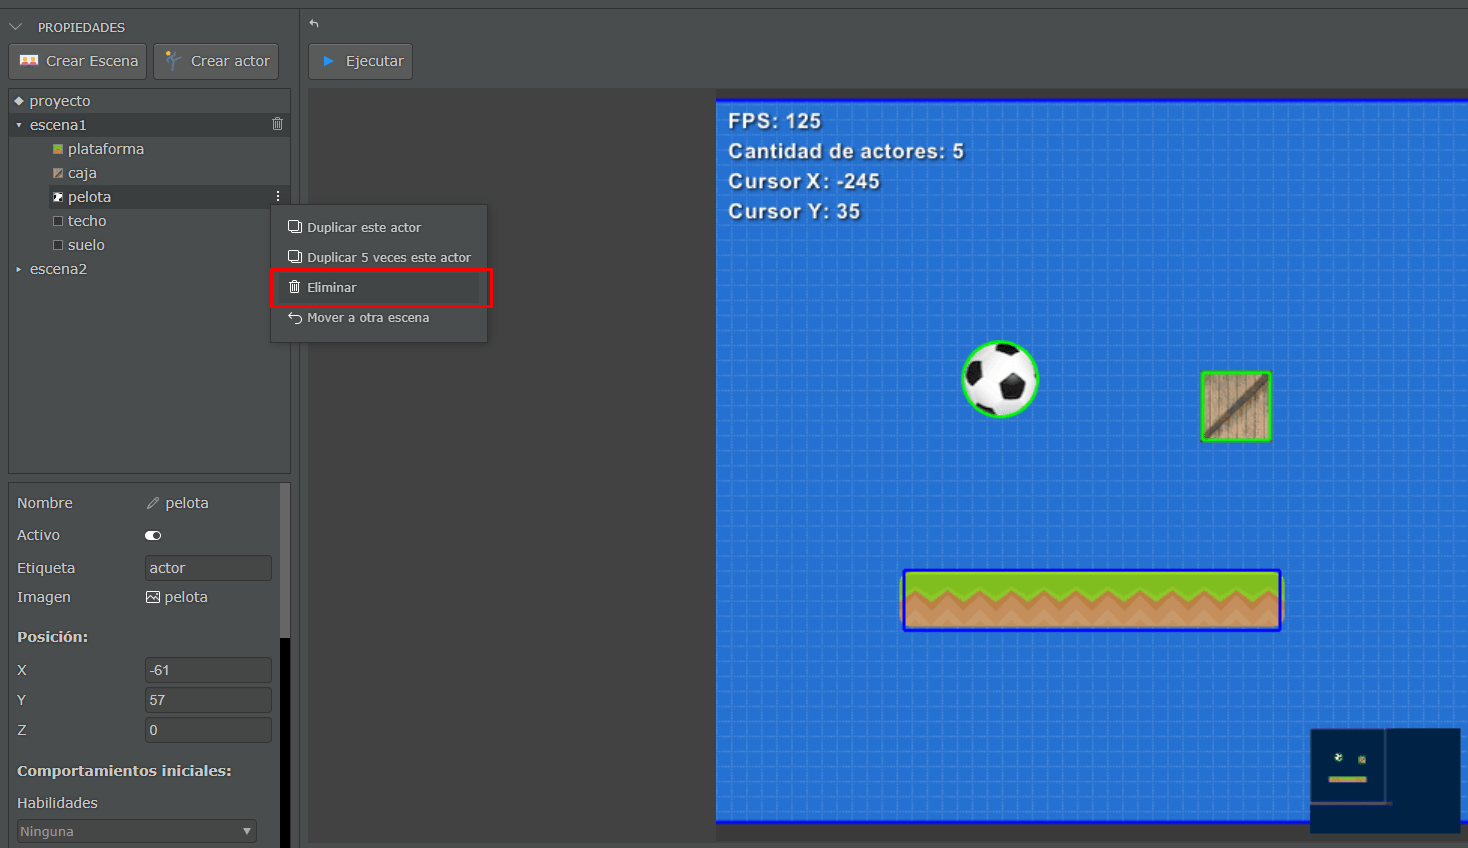 PROPIEDADES
Crear Escena
Crear actor
Ejecutar
proyecto
escena1
plataforma
caja
pelota
techo
suelo
escena2
Duplicar este actor
Duplicar 5 veces este actor
Eliminar
Mover a otra escena
FPS: 125
Cantidad de actores: 5
Cursor X: -245
Cursor Y: 35
Nombre pelota
Activo
Etiqueta actor
Imagen pelota
Posición:
X -61
Y 57
Z 0
Comportamientos iniciales:
Habilidades
Ninguna